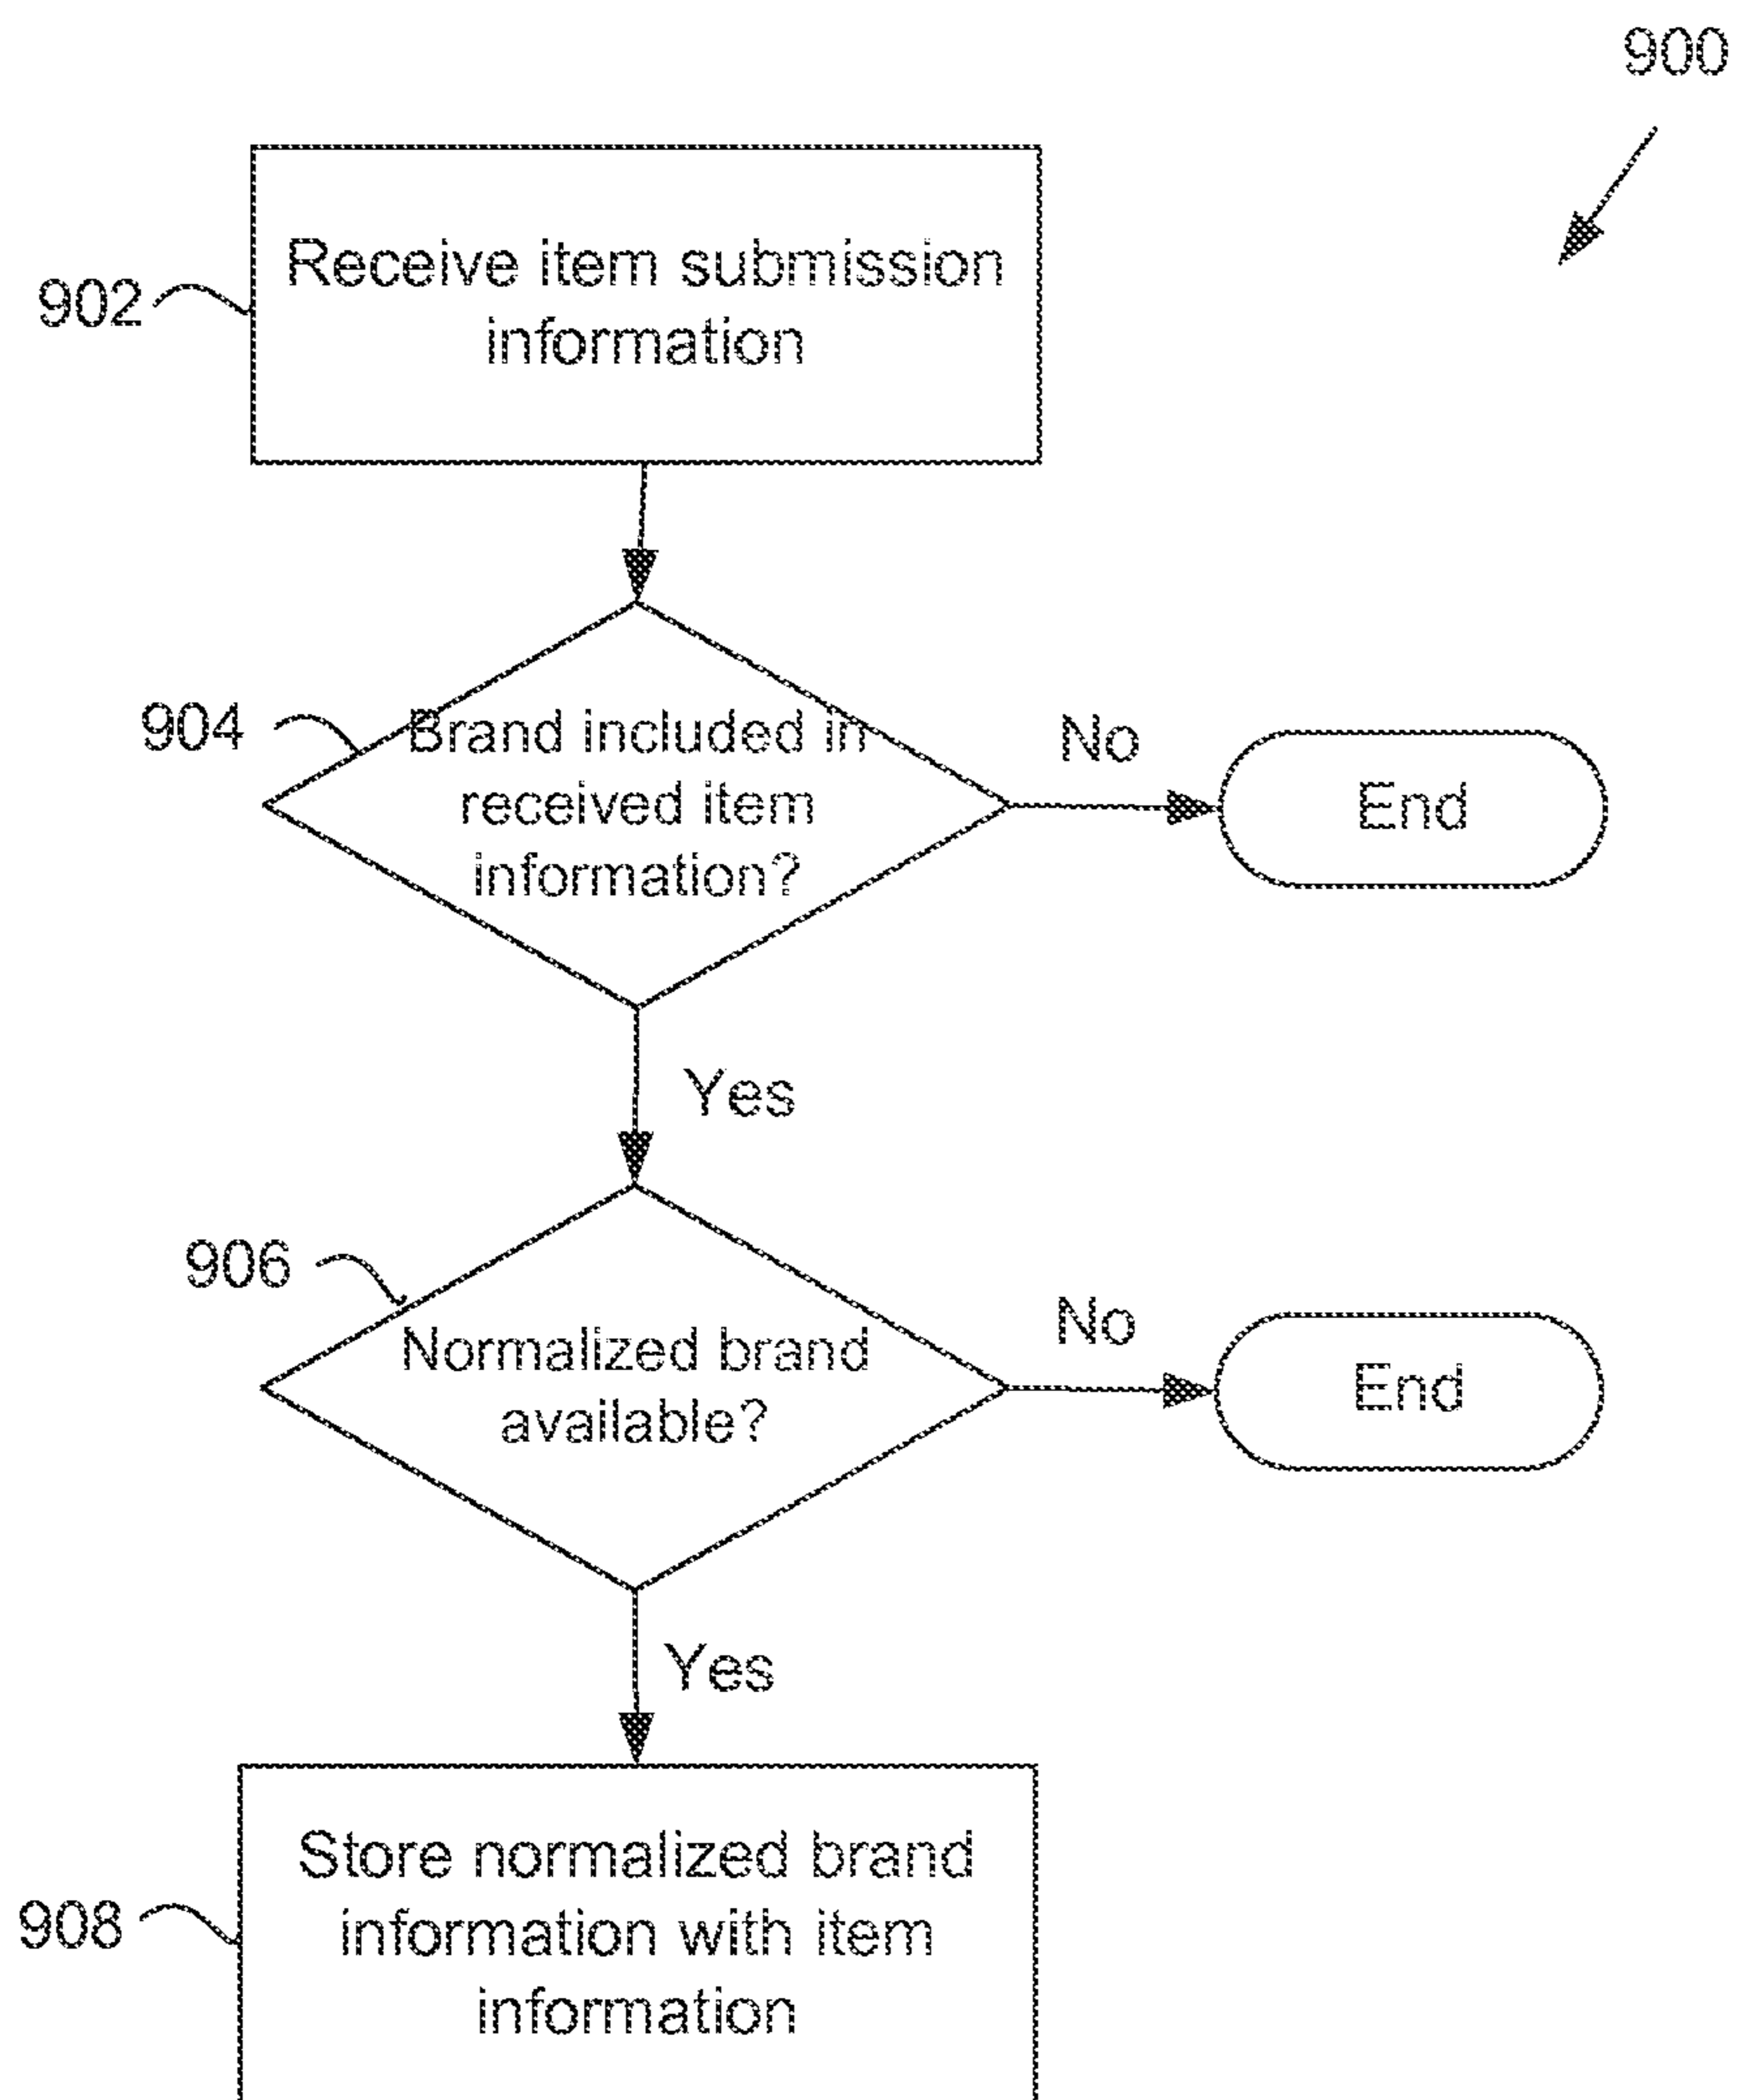 900
902
Receive item submission
information
904
Brand included in
received item
information?
No
End
Yes
906
Normalized brand
available?
No
End
Yes
908
Store normalized brand
information with item
information